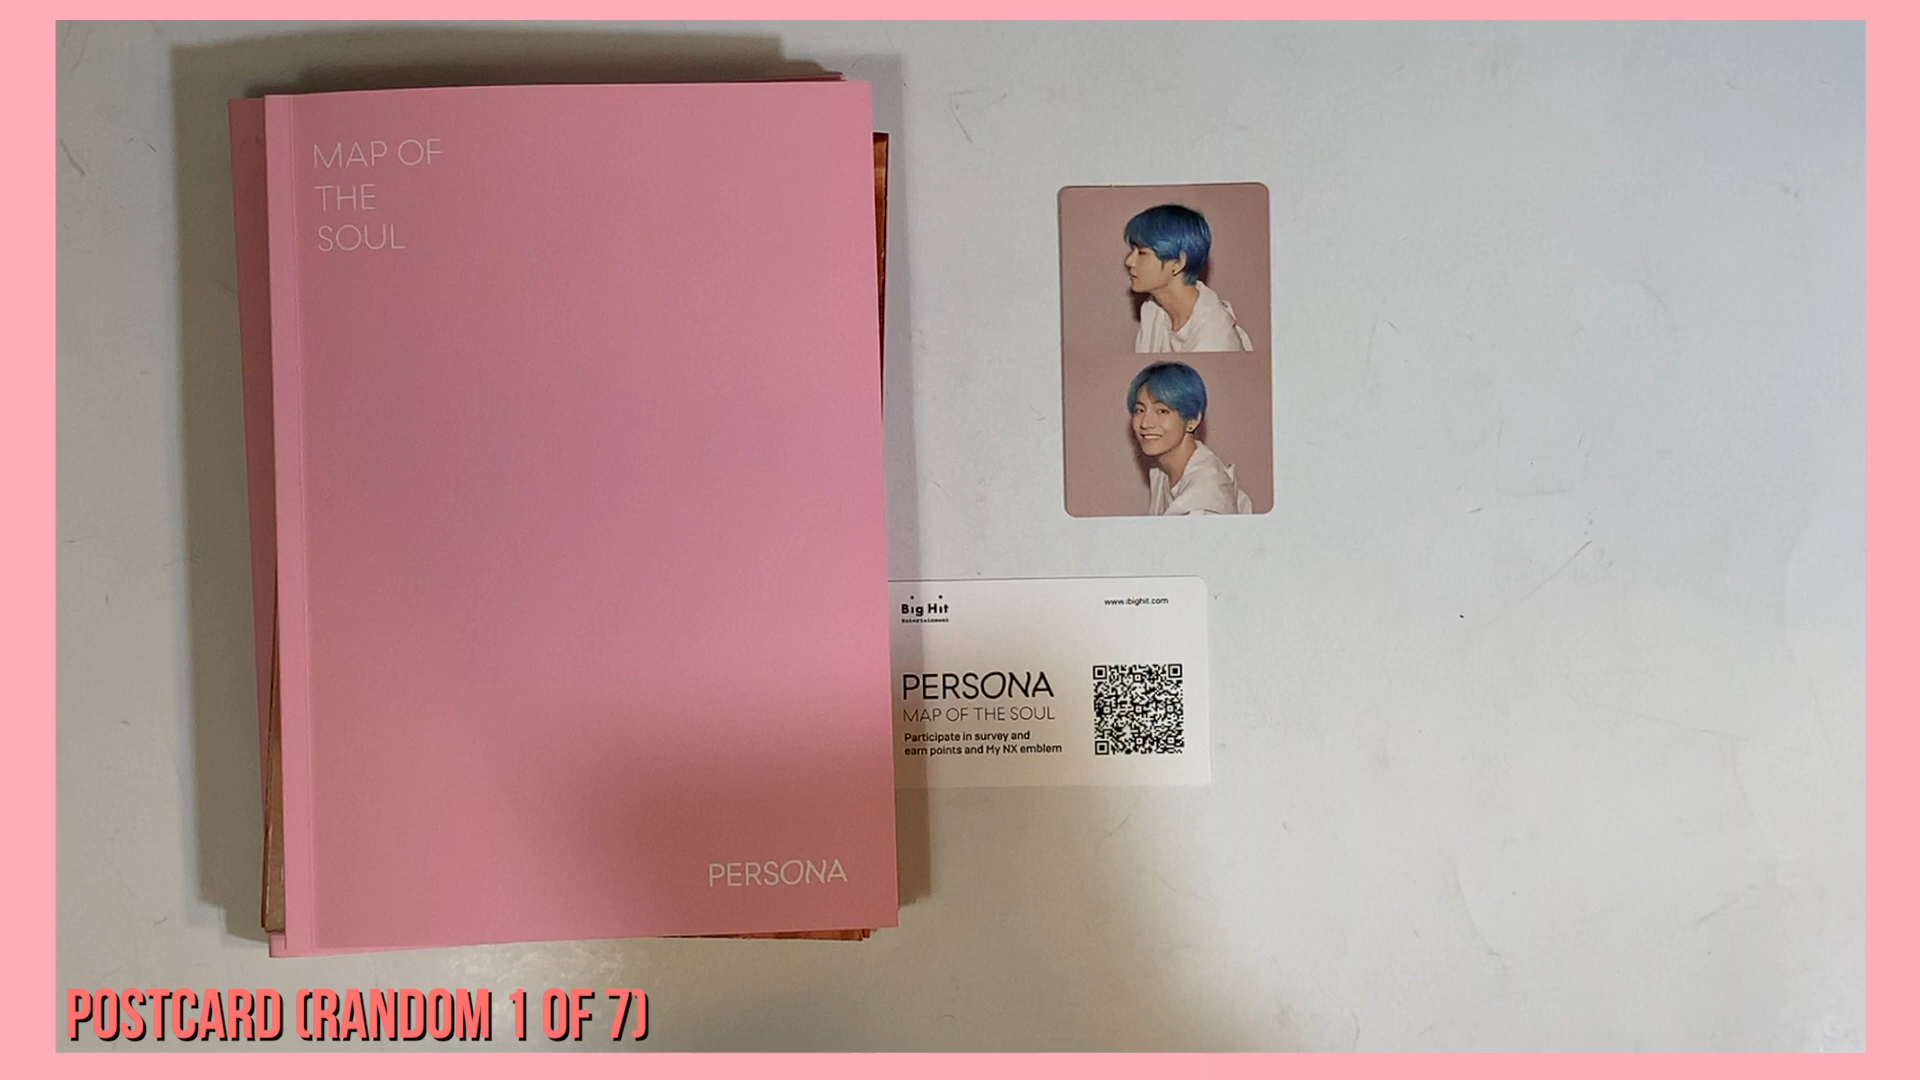 MAP OF
THE
SOUL
PERSONA
Big Hit
Entertainment
www.ibighit.com
PERSONA
MAP OF THE SOUL
Participate in survey and
earn points and My NX emblem
POSTCARD (RANDOM 1 OF 7)